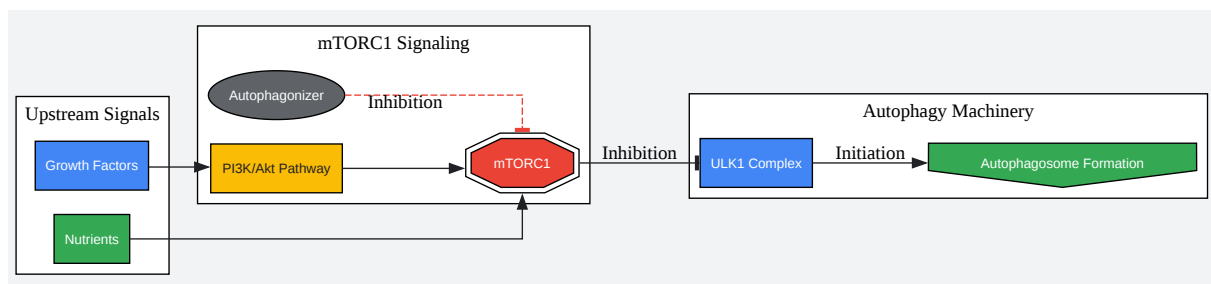 mTORC1 Signaling
Autophagonizer
Inhibition
Upstream Signals
Growth Factors
PI3K/Akt Pathway
mTORC1
Nutrients
Inhibition
Autophagy Machinery
ULK1 Complex
Initiation
Autophagosome Formation